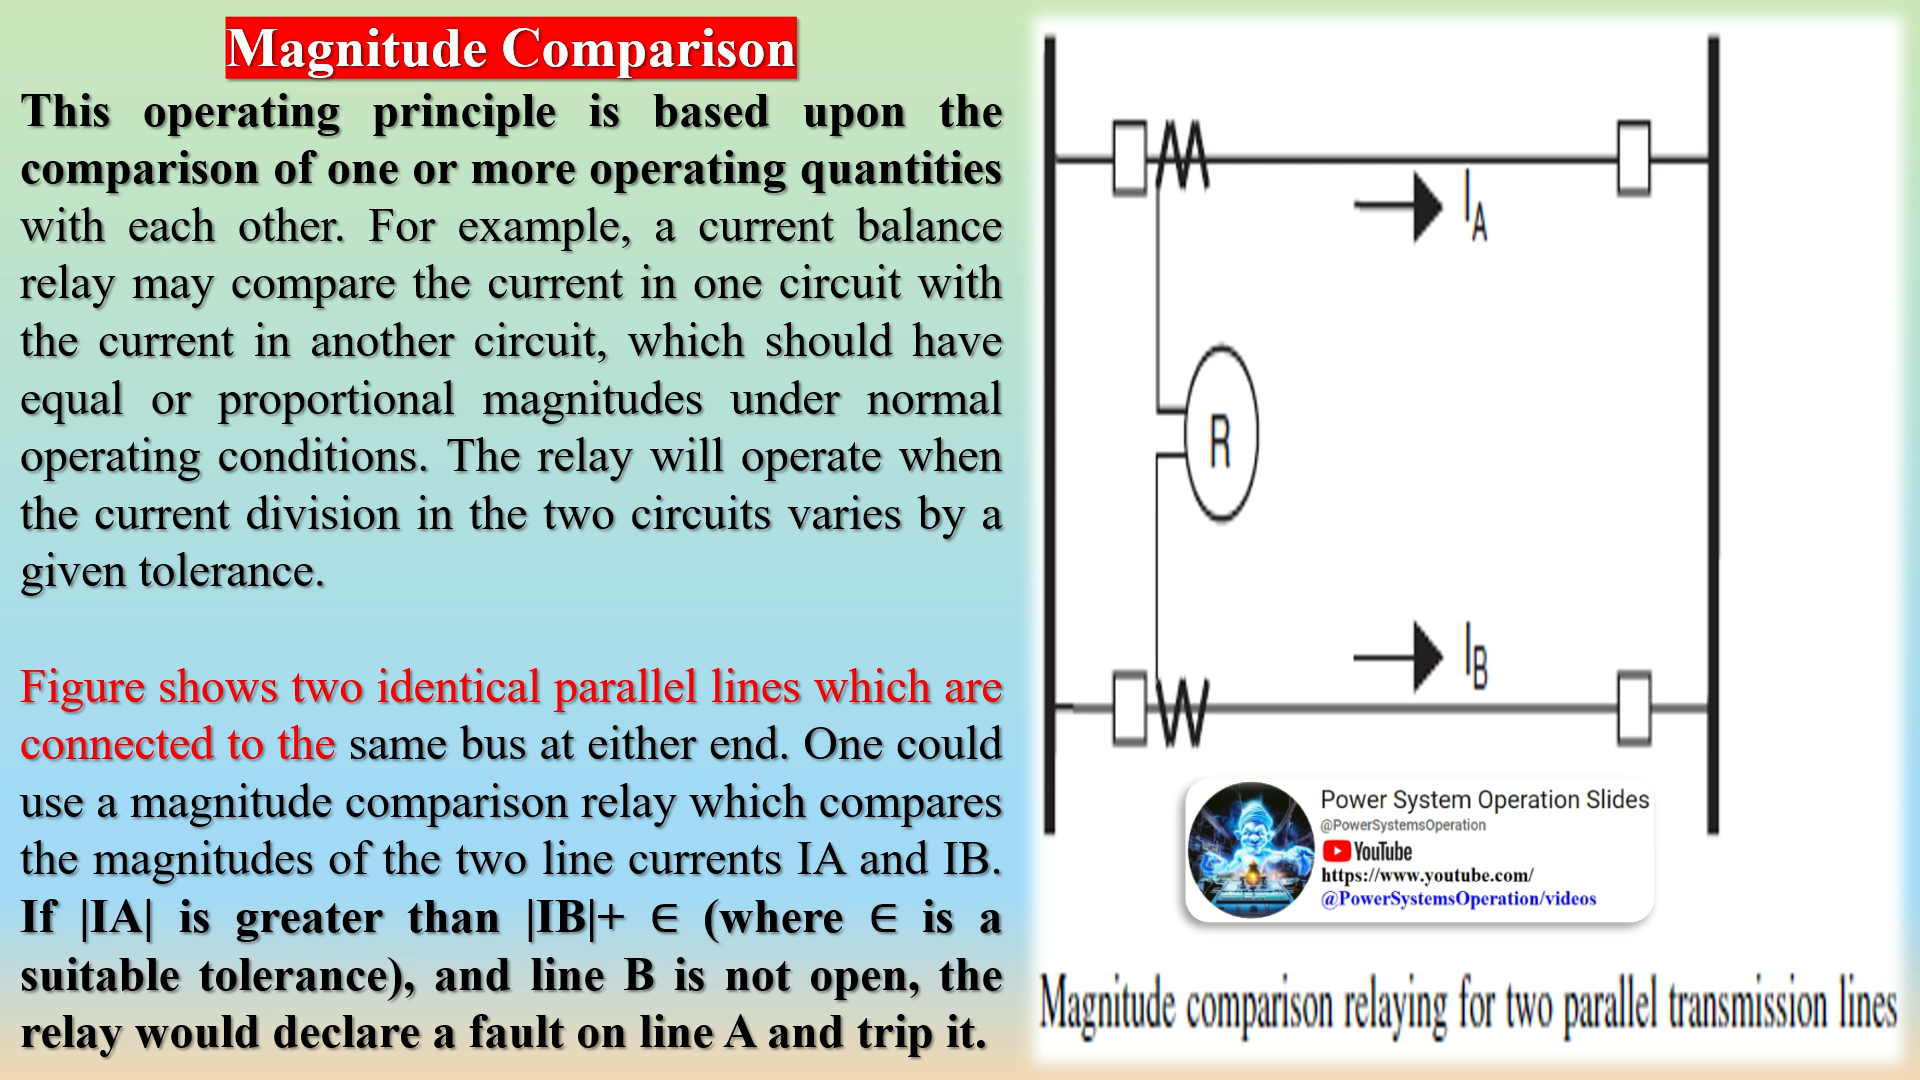 Magnitude Comparison
This operating principle is based upon the
comparison of one or more operating quantities
with each other. For example, a current balance
relay may compare the current in one circuit with
the current in another circuit, which should have
equal or proportional magnitudes under normal
operating conditions. The relay will operate when
the current division in the two circuits varies by a
given tolerance.
Figure shows two identical parallel lines which are
connected to the same bus at either end. One could
use a magnitude comparison relay which compares
the magnitudes of the two line currents IA and IB.
If |IA| is greater than |IB|+ ∈ (where ∈ is a
suitable tolerance), and line B is not open, the
relay would declare a fault on line A and trip it.
IA
R
IB
Power System Operation Slides
@PowerSystemsOperation
YouTube
https://www.youtube.com/
@PowerSystemsOperation/videos
Magnitude comparison relaying for two parallel transmission lines